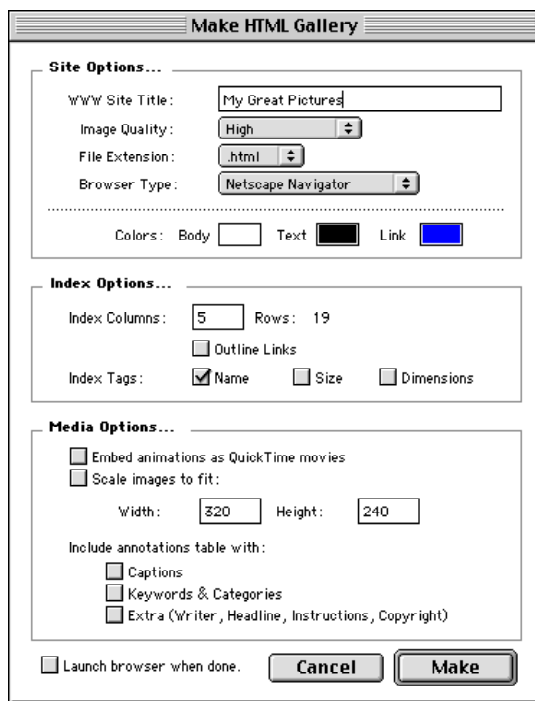 Make HTML Gallery
Site Options...
WWW Site Title: My Great Pictures
Image Quality: High
File Extension: .html
Browser Type: Netscape Navigator
Colors: Body Text Link
Index Options...
Index Columns: 5 Rows: 19
Outline Links
Index Tags: Name Size Dimensions
Media Options...
Embed animations as QuickTime movies
Scale images to fit:
Width: 320 Height: 240
Include annotations table with:
Captions
Keywords & Categories
Extra (Writer, Headline, Instructions, Copyright)
Launch browser when done. Cancel Make